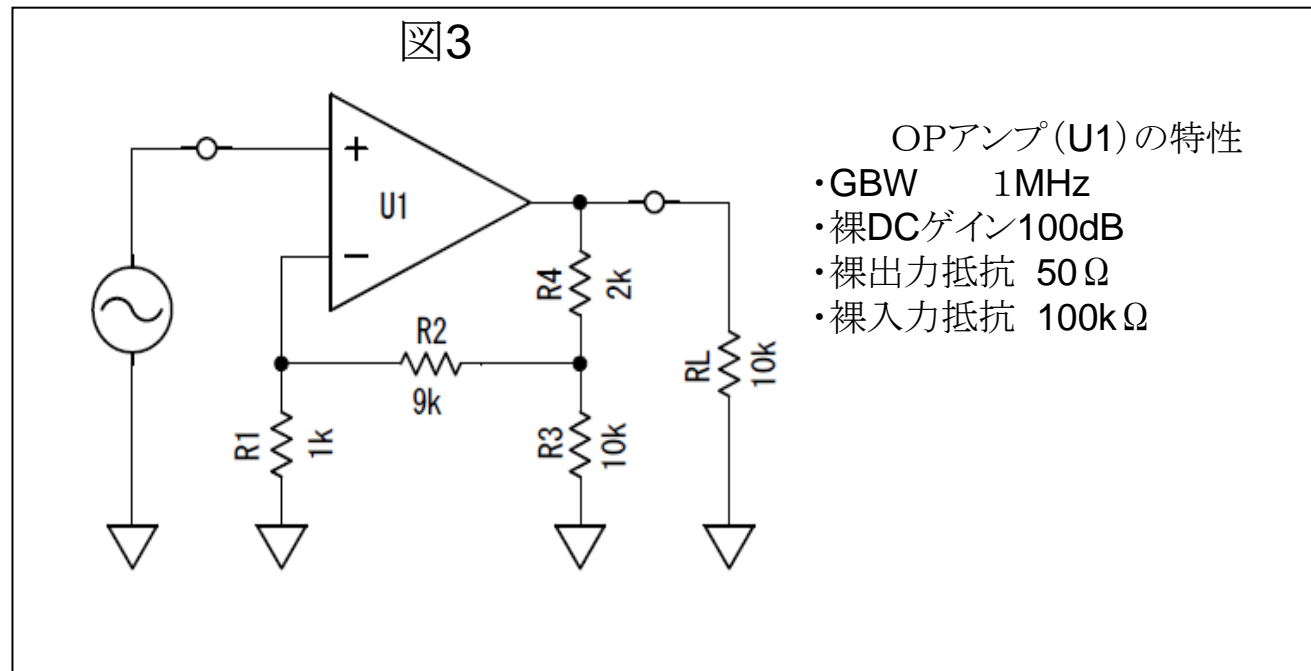 図3
OPアンプ(U1)の特性
・GBW 1MHz
・裸DCゲイン100dB
・裸出力抵抗 50Ω
・裸入力抵抗 100kΩ
+
U1
−
R4
2k
R2
9k
R1
1k
R3
10k
RL
10k